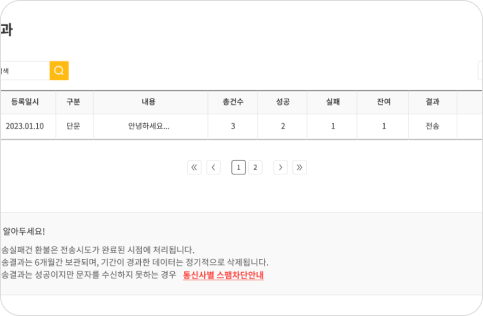 과
색
등록일시 구분 내용 총건수 성공 실패 잔여 결과
2023.01.10 단문 안녕하세요... 3 2 1 1 전송
« < 1 2 > »
알아두세요!
송실패건 환불은 전송시도가 완료된 시점에 처리됩니다.
송결과는 6개월간 보관되며, 기간이 경과한 데이터는 정기적으로 삭제됩니다.
송결과는 성공이지만 문자를 수신하지 못하는 경우 통신사별 스팸차단안내